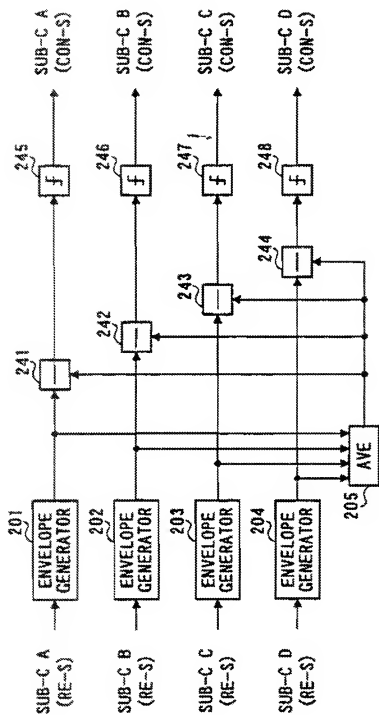 SUB-C A
(RE-S)
201
ENVELOPE
GENERATOR
241
245
SUB-C A
(CON-S)
SUB-C B
(RE-S)
202
ENVELOPE
GENERATOR
242
246
SUB-C B
(CON-S)
SUB-C C
(RE-S)
203
ENVELOPE
GENERATOR
243
247
SUB-C C
(CON-S)
SUB-C D
(RE-S)
204
ENVELOPE
GENERATOR
244
248
SUB-C D
(CON-S)
AVE
205